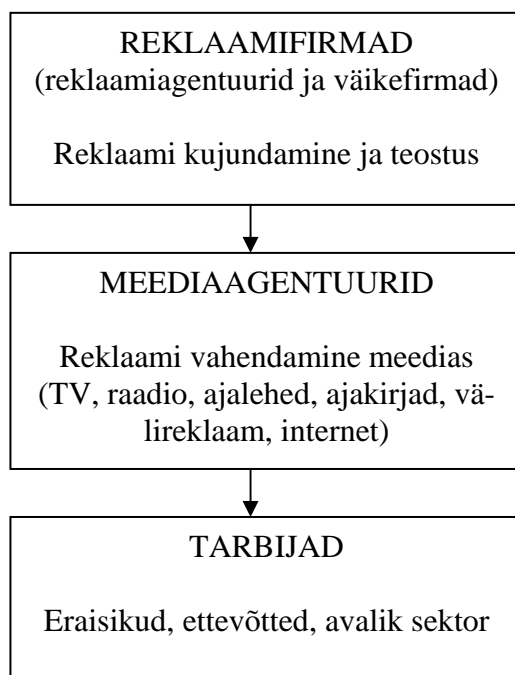 REKLAAMIFIRMAD
(reklaamiagentuurid ja väikefirmad)
Reklaami kujundamine ja teostus
MEEDIAAGENTUURID
Reklaami vahendamine meedias
(TV, raadio, ajalehed, ajakirjad, vä-
lireklaam, internet)
TARBIJAD
Eraisikud, ettevõtted, avalik sektor